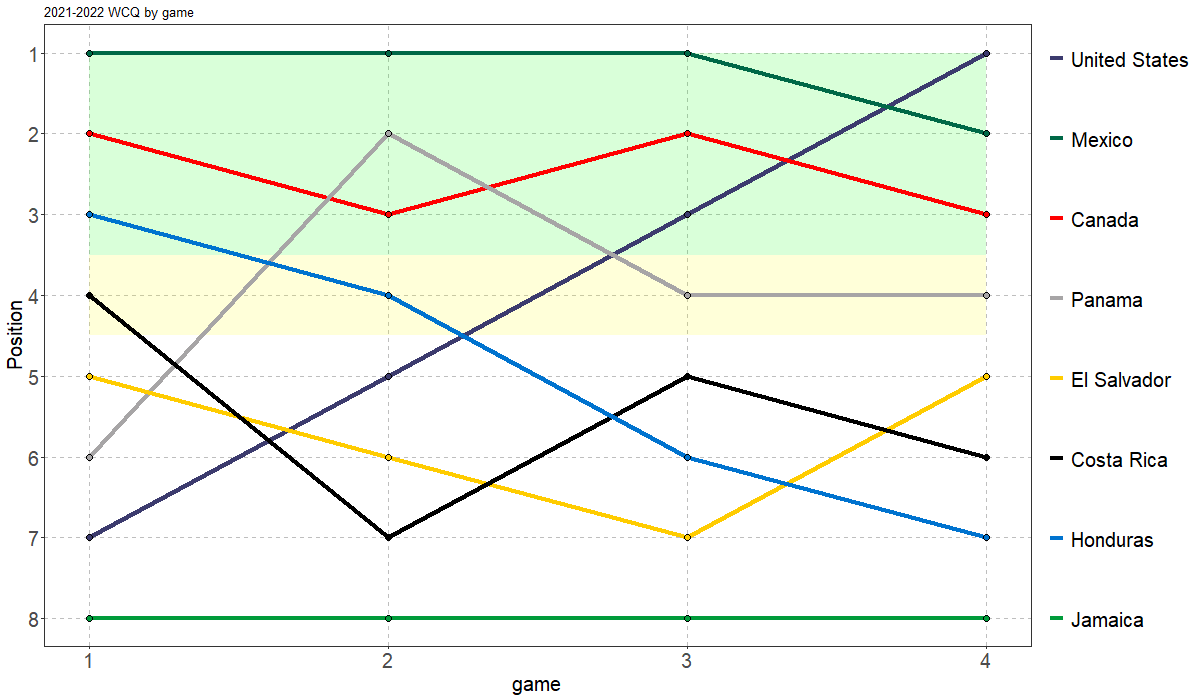 2021-2022 WCQ by game
Position
1
2
3
4
5
6
7
8
1 2 3 4
game
United States
Mexico
Canada
Panama
El Salvador
Costa Rica
Honduras
Jamaica